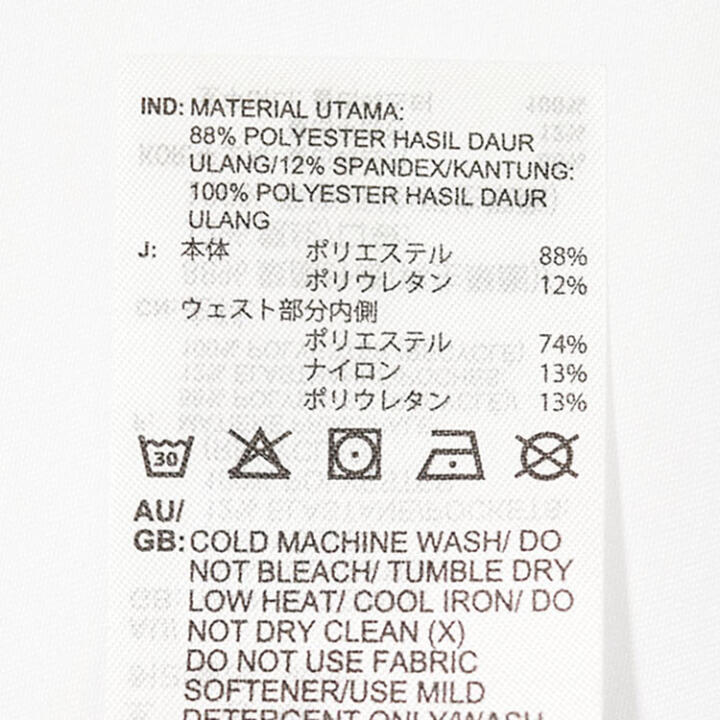 IND: MATERIAL UTAMA:
88% POLYESTER HASIL DAUR
ULANG/12% SPANDEX/KANTUNG:
100% POLYESTER HASIL DAUR
ULANG
J: 本体 ポリエステル 88%
ポリウレタン 12%
ウェスト部分内側
ポリエステル 74%
ナイロン 13%
ポリウレタン 13%
30
AU/
GB: COLD MACHINE WASH/ DO
NOT BLEACH/ TUMBLE DRY
LOW HEAT/ COOL IRON/ DO
NOT DRY CLEAN (X)
DO NOT USE FABRIC
SOFTENER/USE MILD
DETERGENT ONLY/WASH